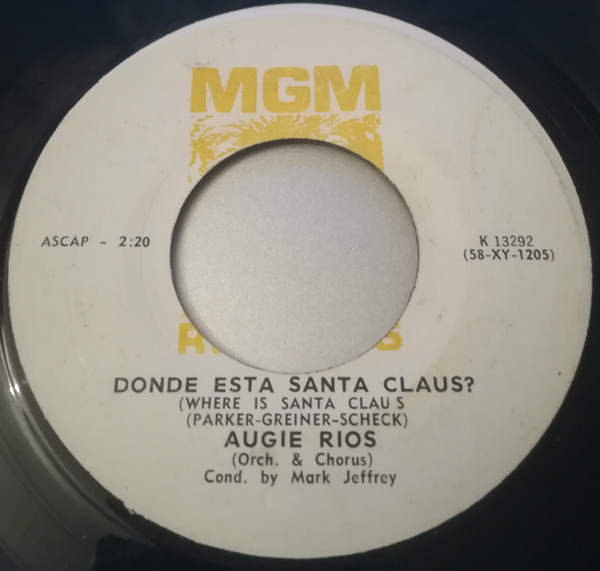 MGM
ASCAP - 2:20
K 13292
(58-XY-1205)
DONDE ESTA SANTA CLAUS?
(WHERE IS SANTA CLAUS
(PARKER-GREINER-SCHECK)
AUGIE RIOS
(Orch. & Chorus)
Cond. by Mark Jeffrey